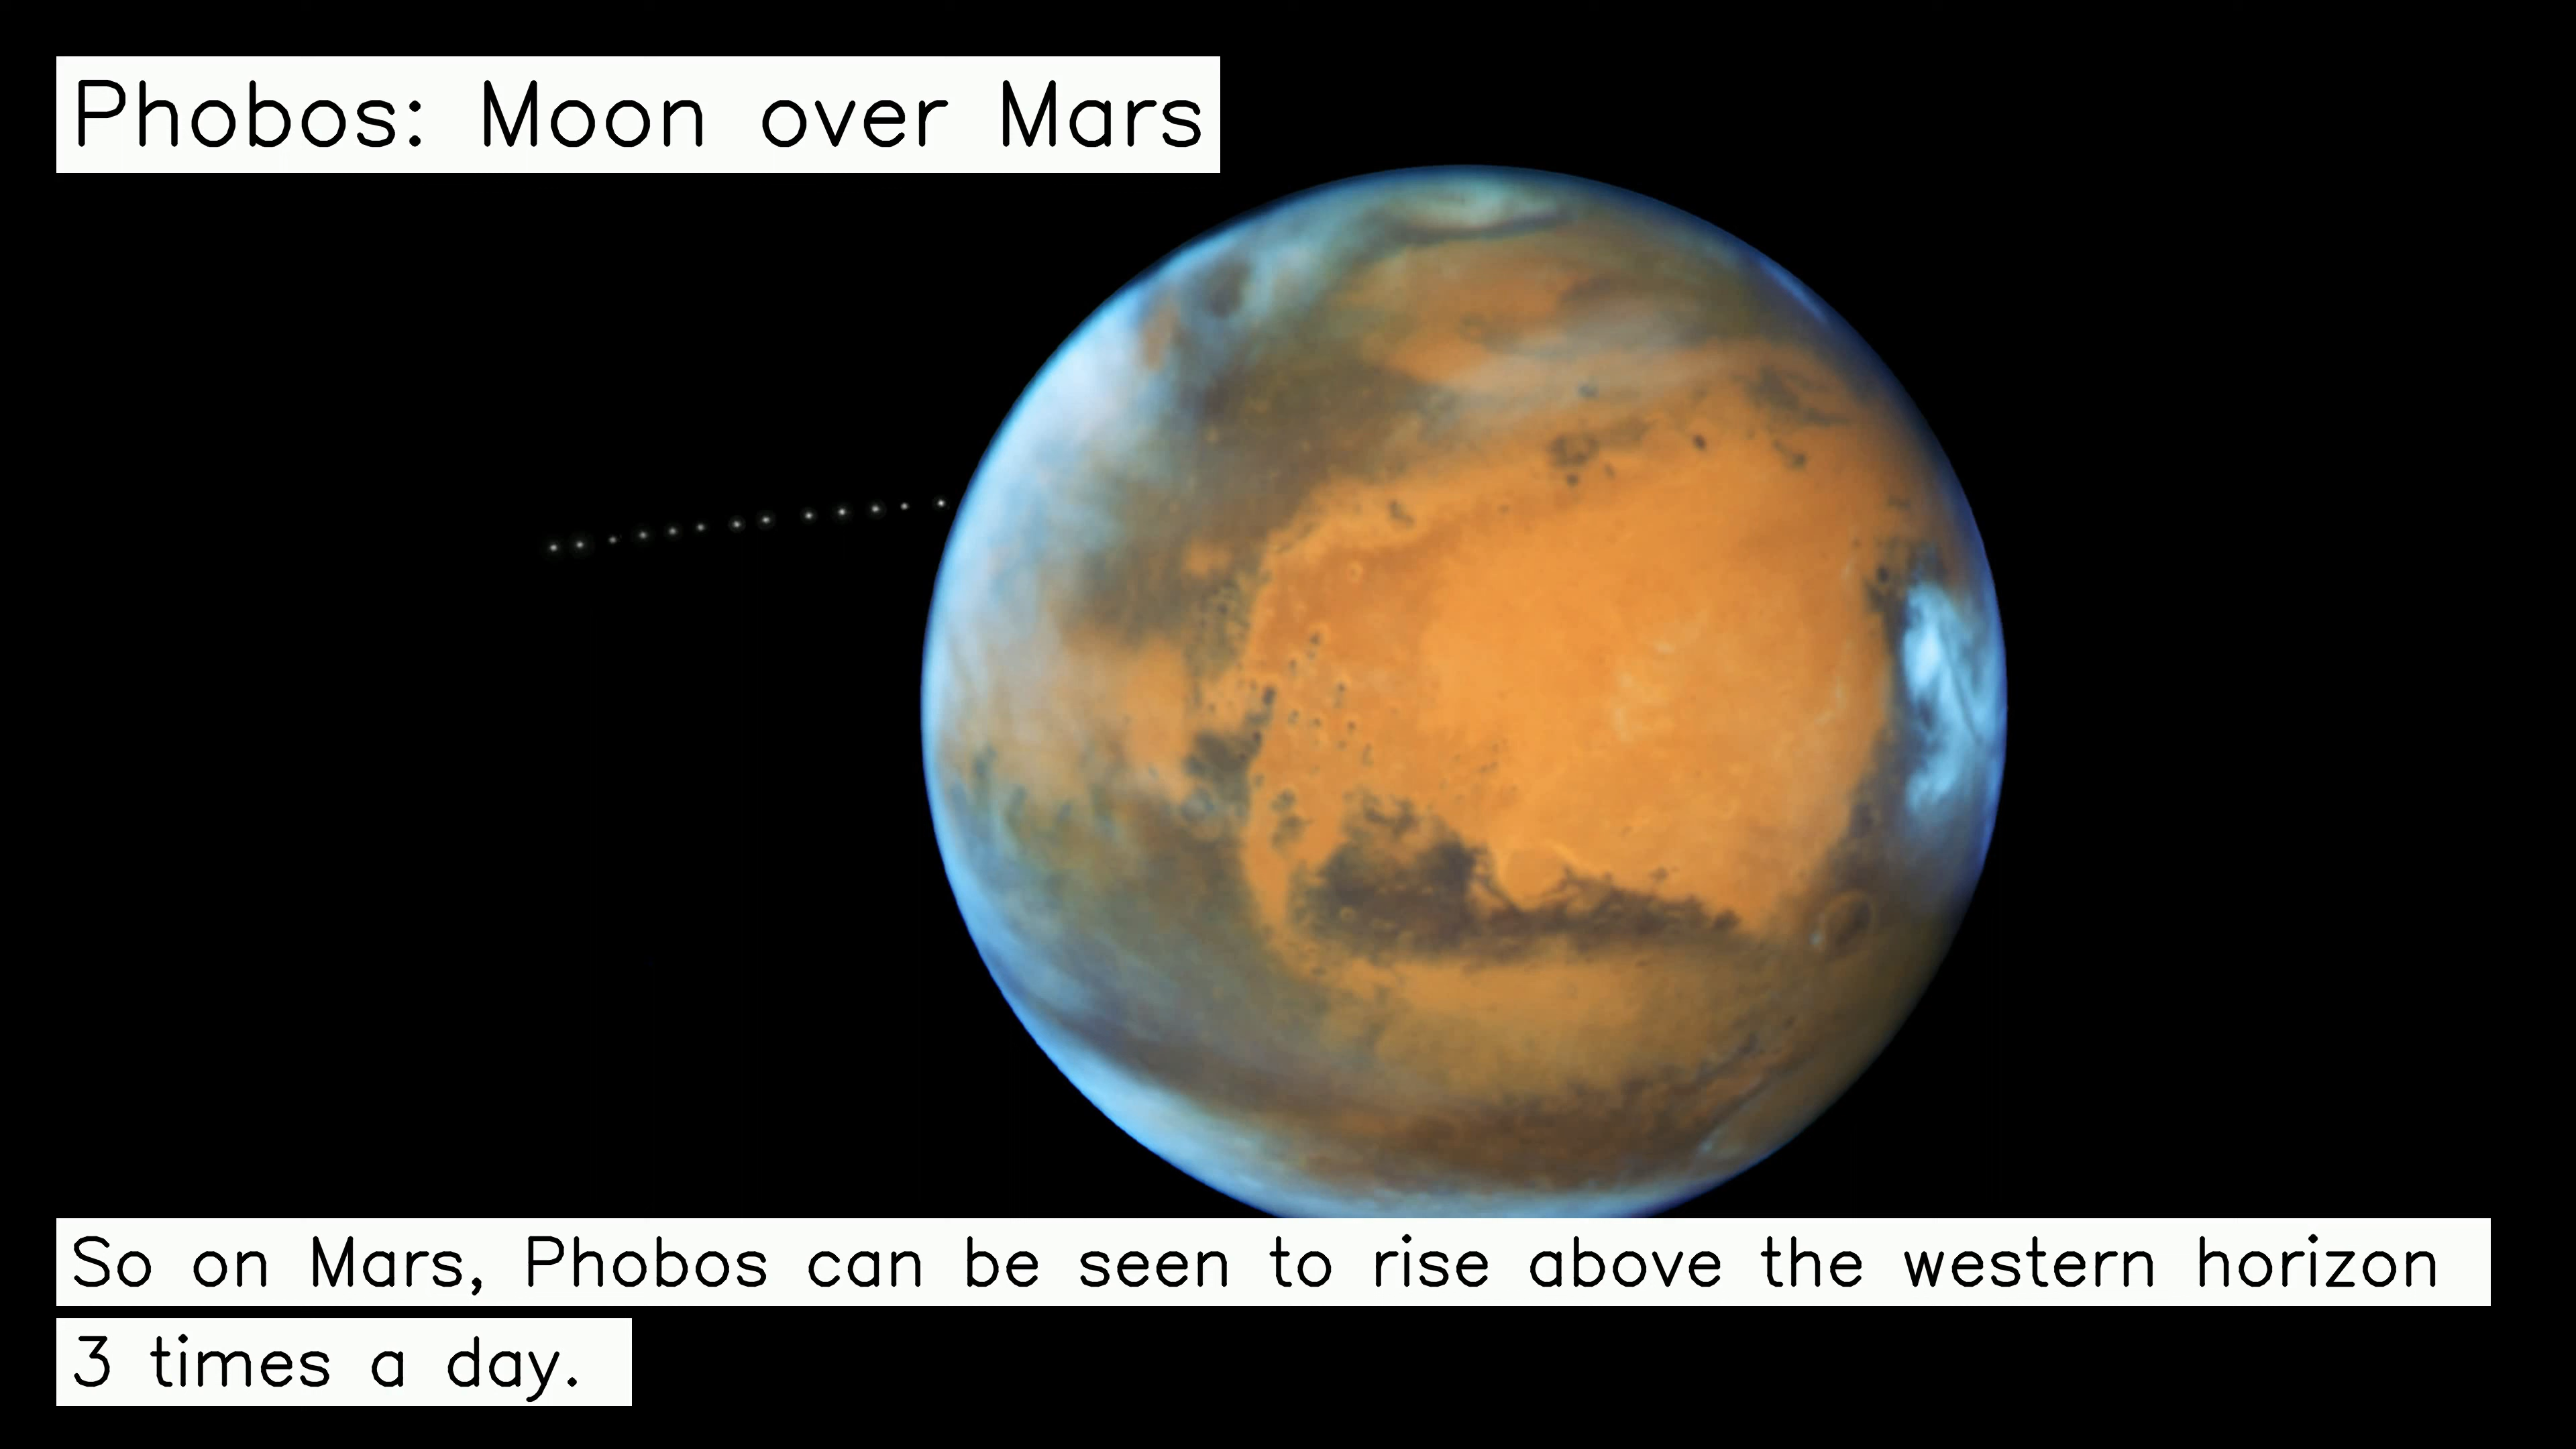 Phobos: Moon over Mars
So on Mars, Phobos can be seen to rise above the western horizon
3 times a day.